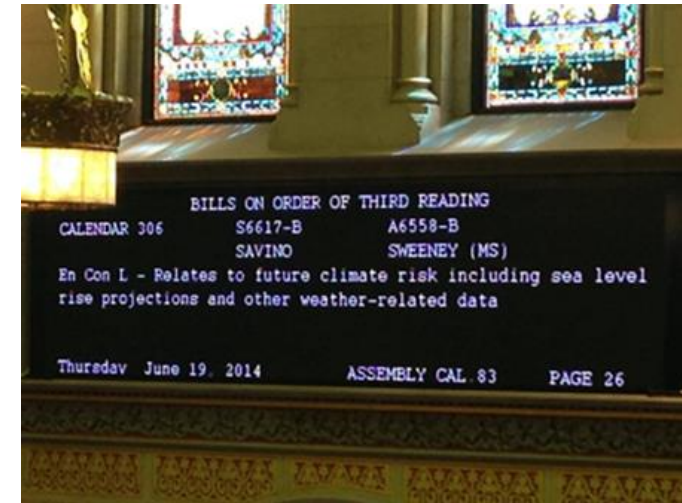 BILLS ON ORDER OF THIRD READING
CALENDAR 306 S6617-B A6558-B
SAVINO SWEENEY (MS)
En Con L - Relates to future climate risk including sea level
rise projections and other weather-related data
Thursday June 19, 2014 ASSEMBLY CAL.83 PAGE 26